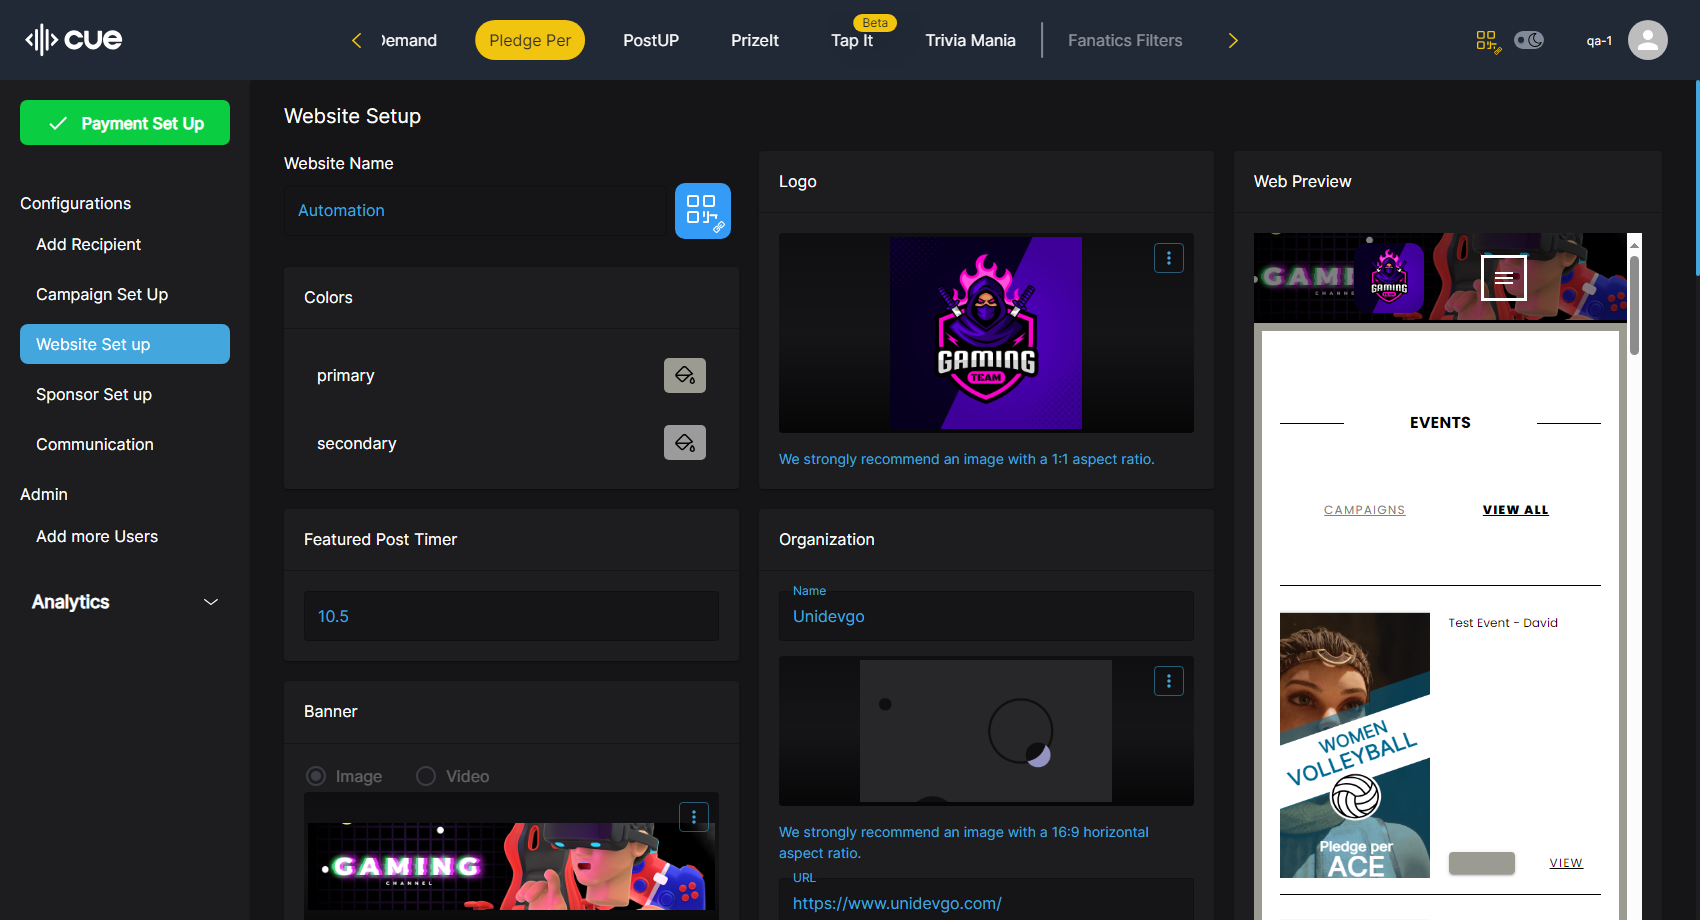 cue
Demand
Pledge Per
PostUP
PrizeIt
Beta
Tap It
Trivia Mania
Fanatics Filters
qa-1
Payment Set Up
Configurations
Add Recipient
Campaign Set Up
Website Set up
Sponsor Set up
Communication
Admin
Add more Users
Analytics
Website Setup
Website Name
Automation
Colors
primary
secondary
Featured Post Timer
10.5
Banner
Image
Video
GAMING
CHANNEL
Logo
GAMING
TEAM
We strongly recommend an image with a 1:1 aspect ratio.
Organization
Name
Unidevgo
We strongly recommend an image with a 16:9 horizontal
aspect ratio.
URL
https://www.unidevgo.com/
Web Preview
GAMI
CHANN
GAMING
TEAM
EVENTS
CAMPAIGNS
VIEW ALL
Test Event - David
WOMEN
VOLLEYBALL
Pledge per
ACE
VIEW